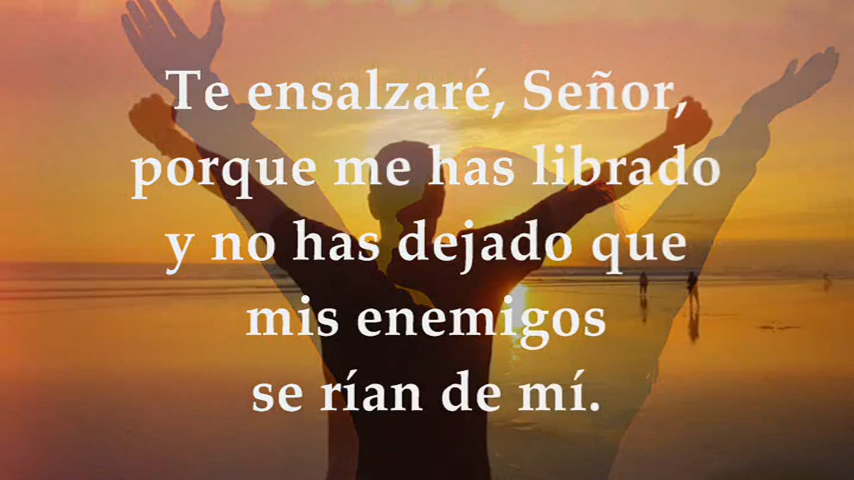 Te ensalzaré, Señor,
porque me has librado
y no has dejado que
mis enemigos
se rían de mí.